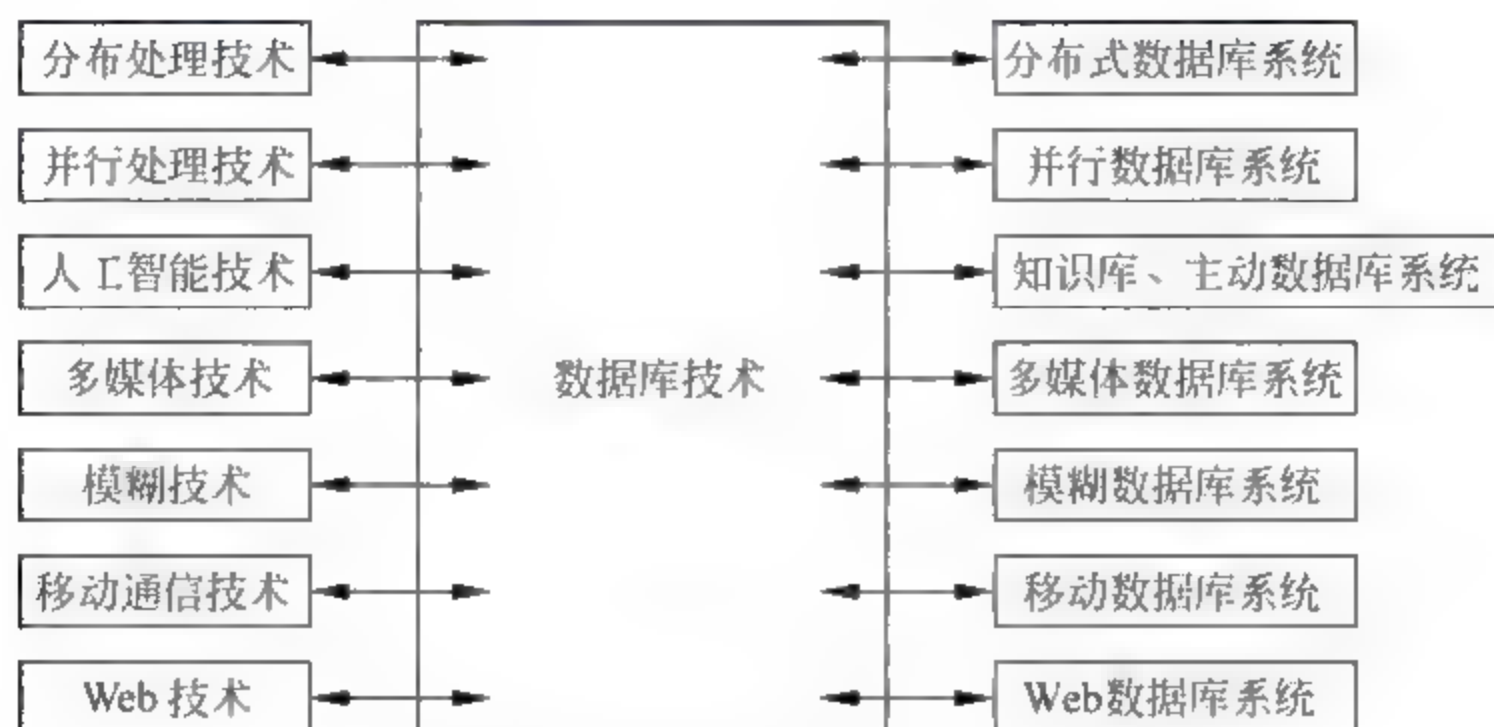 分布处理技术
分布式数据库系统
并行处理技术
并行数据库系统
人工智能技术
知识库、主动数据库系统
多媒体技术
数据库技术
多媒体数据库系统
模糊技术
模糊数据库系统
移动通信技术
移动数据库系统
Web 技术
Web数据库系统